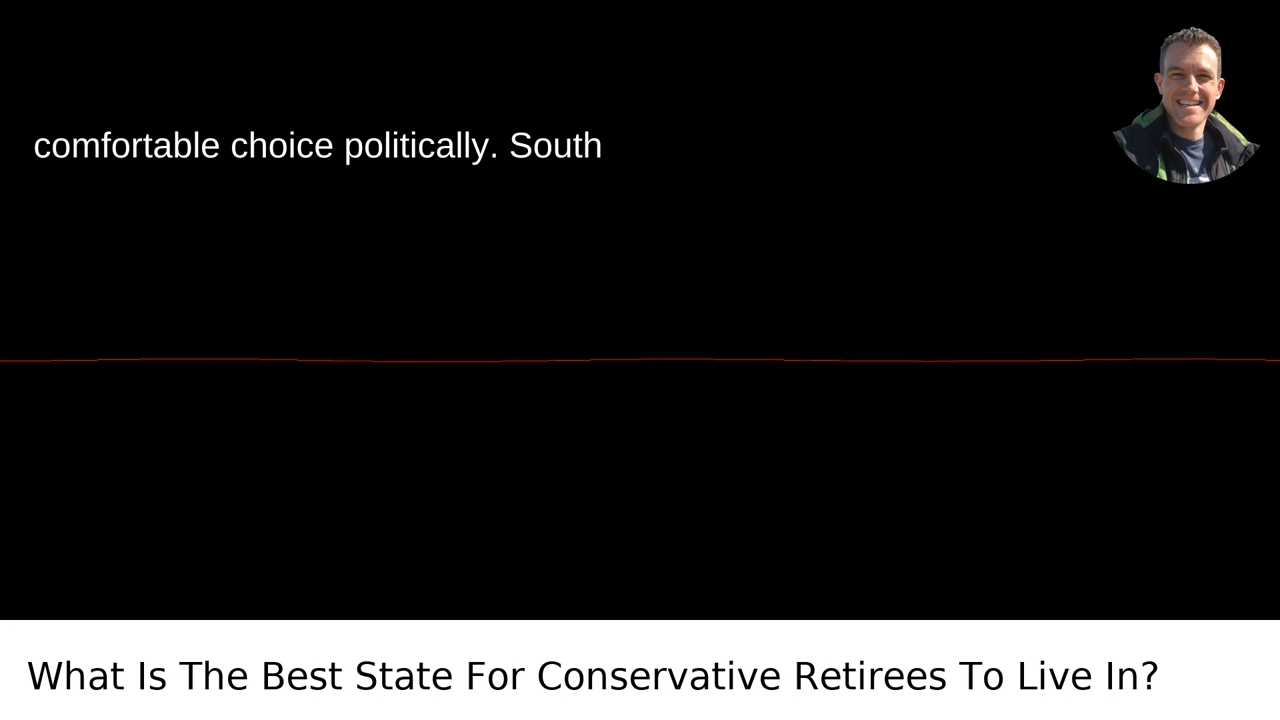 comfortable choice politically. South
What Is The Best State For Conservative Retirees To Live In?